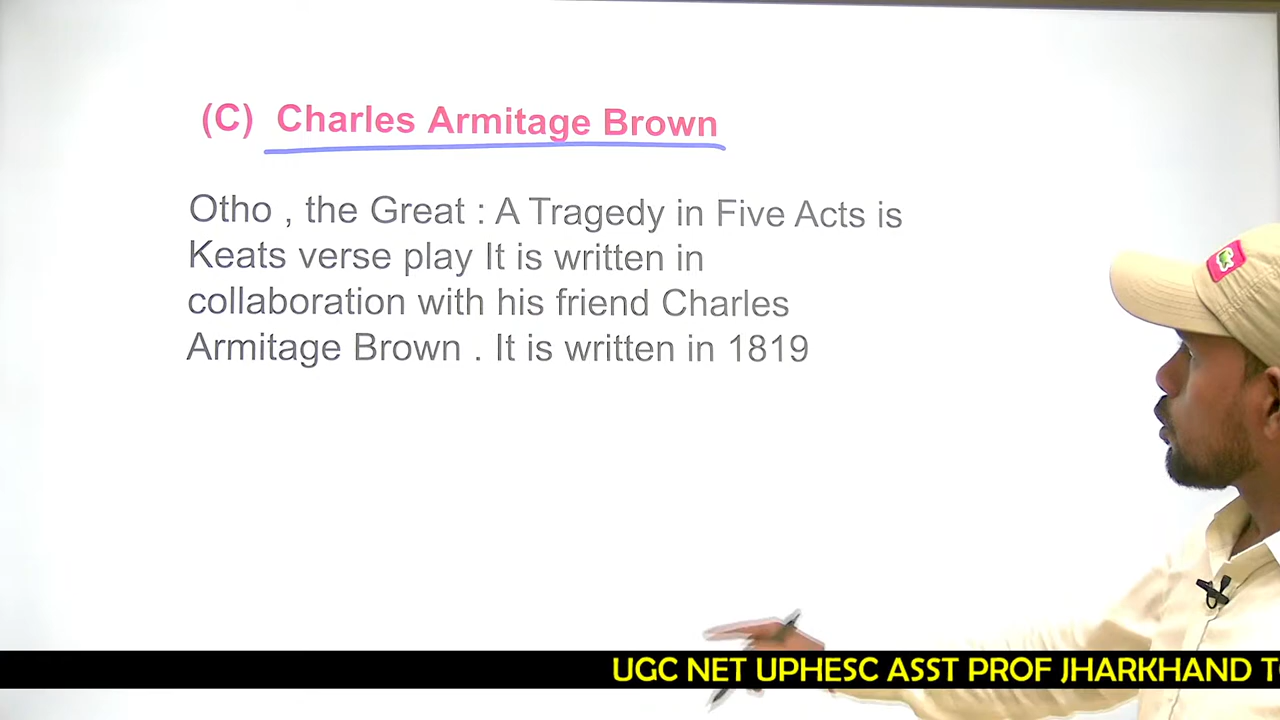 (C) Charles Armitage Brown
Otho , the Great : A Tragedy in Five Acts is
Keats verse play It is written in
collaboration with his friend Charles
Armitage Brown . It is written in 1819
UGC NET UPHESC ASST PROF JHARKHAND